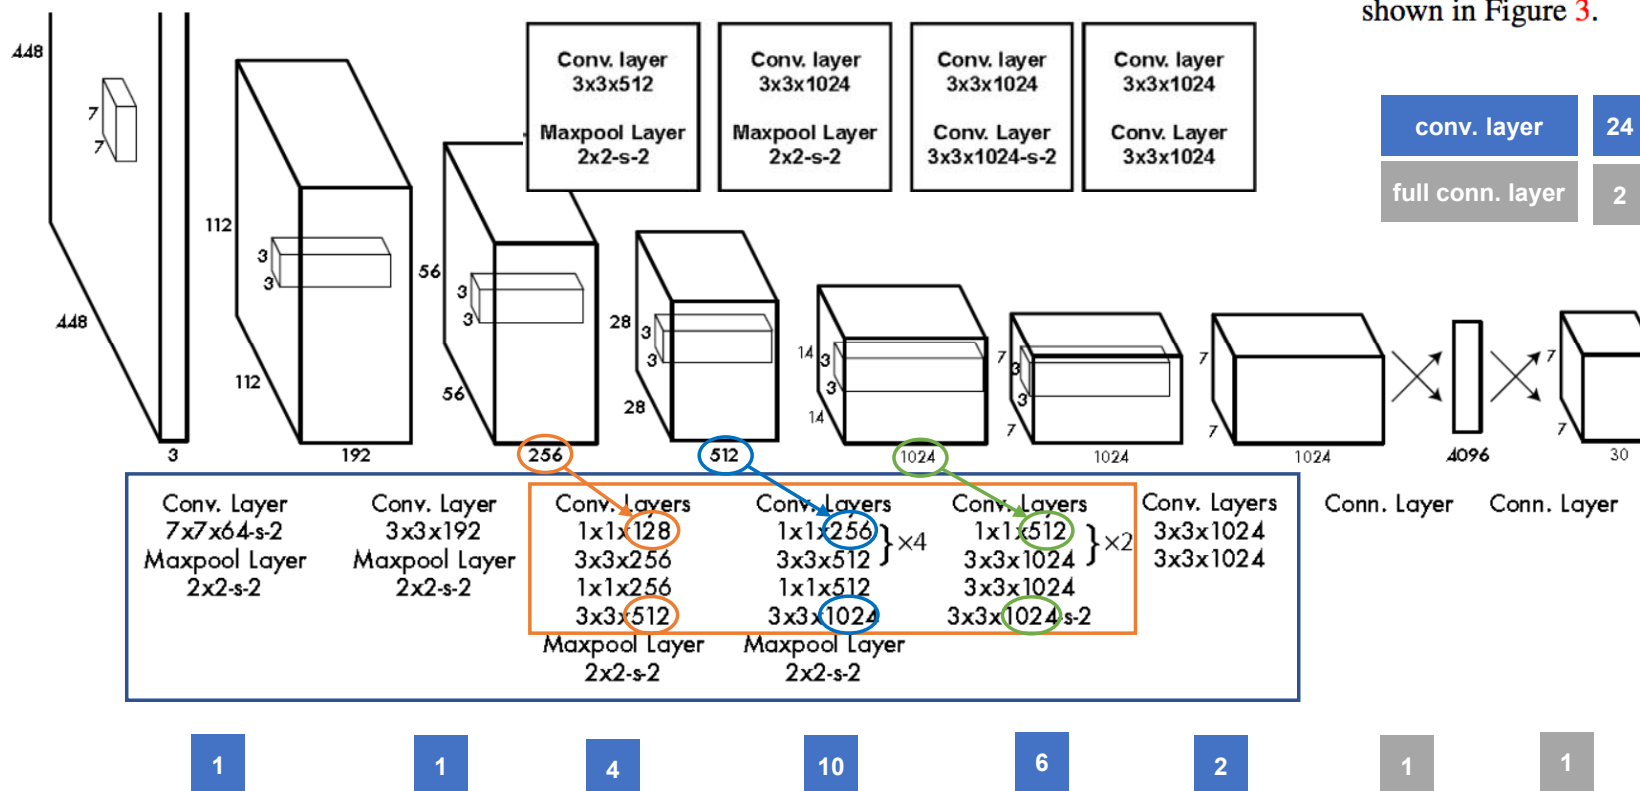 shown in Figure 3.
Conv. layer
3x3x512
Maxpool Layer
2x2-s-2
Conv. layer
3x3x1024
Maxpool Layer
2x2-s-2
Conv. layer
3x3x1024
Conv. Layer
3x3x1024-s-2
Conv. layer
3x3x1024
Conv. Layer
3x3x1024
conv. layer 24
full conn. layer 2
448
7
7
448
3
112
3
3
112
192
56
3
3
56
256
28
3
3
28
512
14
3
3
14
1024
7
3
3
7
1024
7
7
1024
4096
7
7
30
Conv. Layer
7x7x64-s-2
Maxpool Layer
2x2-s-2
Conv. Layer
3x3x192
Maxpool Layer
2x2-s-2
Conv. Layers
1x1x128
3x3x256
1x1x256
3x3x512
Maxpool Layer
2x2-s-2
Conv. Layers
1x1x256
3x3x512
}×4
1x1x512
3x3x1024
Maxpool Layer
2x2-s-2
Conv. Layers
1x1x512
3x3x1024
}×2
3x3x1024
3x3x1024-s-2
Conv. Layers
3x3x1024
3x3x1024
Conn. Layer
Conn. Layer
1 1 4 10 6 2 1 1